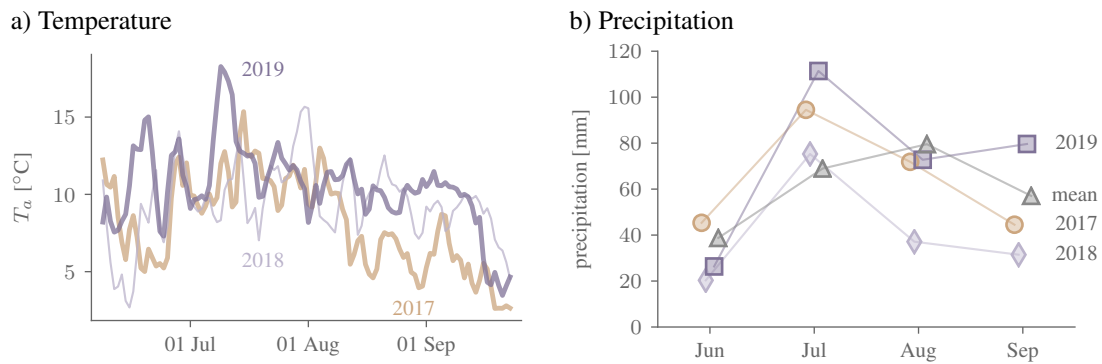 a) Temperature
2019
15
10
5
T_a [°C]
2018
2017
01 Jul
01 Aug
01 Sep
b) Precipitation
120
100
80
60
40
20
0
precipitation [mm]
2019
mean
2017
2018
Jun
Jul
Aug
Sep